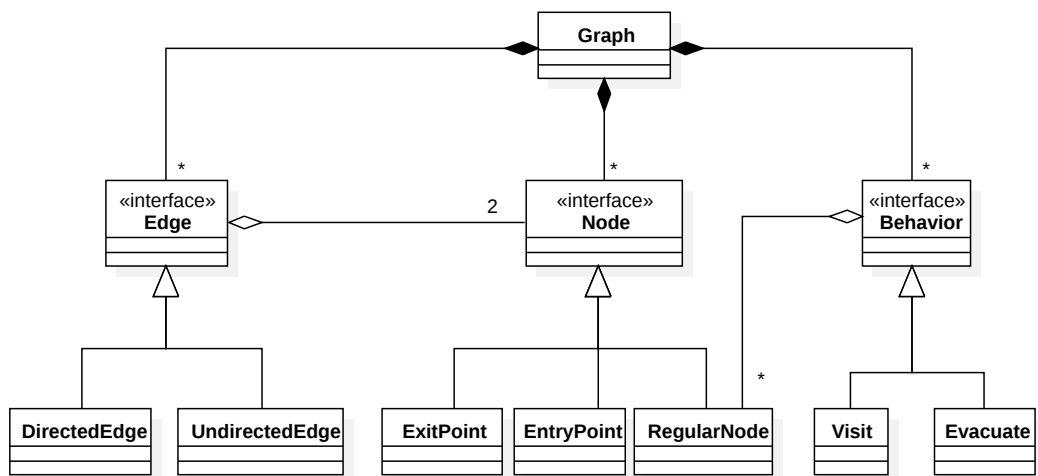 Graph
*
*
*
«interface»
Edge
2
«interface»
Node
«interface»
Behavior
*
DirectedEdge
UndirectedEdge
ExitPoint
EntryPoint
RegularNode
Visit
Evacuate